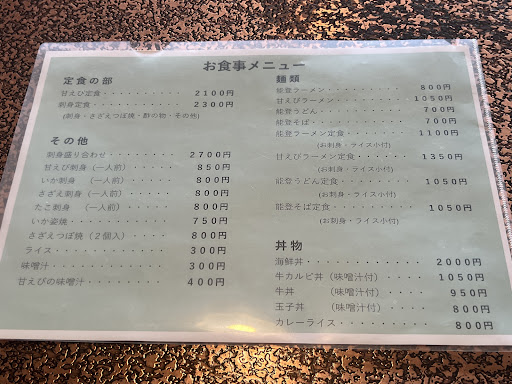 お食事メニュー
定食の部
甘えび定食・・・・・・・・・・・2100円
刺身定食・・・・・・・・・・・・2300円
(刺身・さざえつぼ焼・酢の物・その他)
その他
刺身盛り合わせ・・・・・・・・2700円
甘えび刺身(一人前)・・・・・850円
いか刺身 (一人前)・・・・・800円
さざえ刺身(一人前)・・・・・800円
たこ刺身 (一人前)・・・・・800円
いか姿焼・・・・・・・・・・・750円
さざえつぼ焼(2個入)・・・・800円
ライス・・・・・・・・・・・・300円
味噌汁・・・・・・・・・・・・300円
甘えびの味噌汁・・・・・・・・400円
麺類
能登ラーメン・・・・・・・・・800円
甘えびラーメン・・・・・・・・1050円
能登うどん・・・・・・・・・・700円
能登そば・・・・・・・・・・・700円
能登ラーメン定食・・・・・・・1100円
(お刺身・ライス小付)
甘えびラーメン定食・・・・・・1350円
(お刺身・ライス小付)
能登うどん定食・・・・・・・・1050円
(お刺身・ライス小付)
能登そば定食・・・・・・・・・1050円
(お刺身・ライス小付)
丼物
海鮮丼・・・・・・・・・・・・2000円
牛カルビ丼(味噌汁付)・・・・1050円
牛丼 (味噌汁付)・・・・950円
玉子丼 (味噌汁付)・・・・800円
カレーライス・・・・・・・・・800円